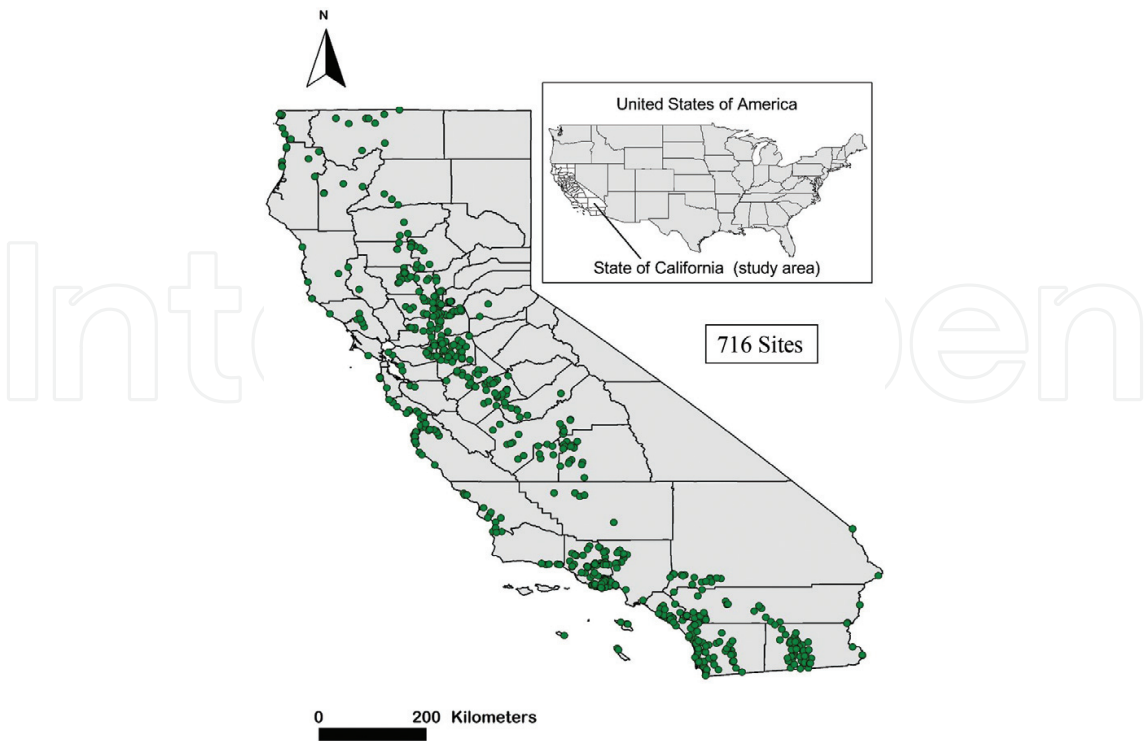 N
United States of America
State of California (study area)
716 Sites
0 200 Kilometers